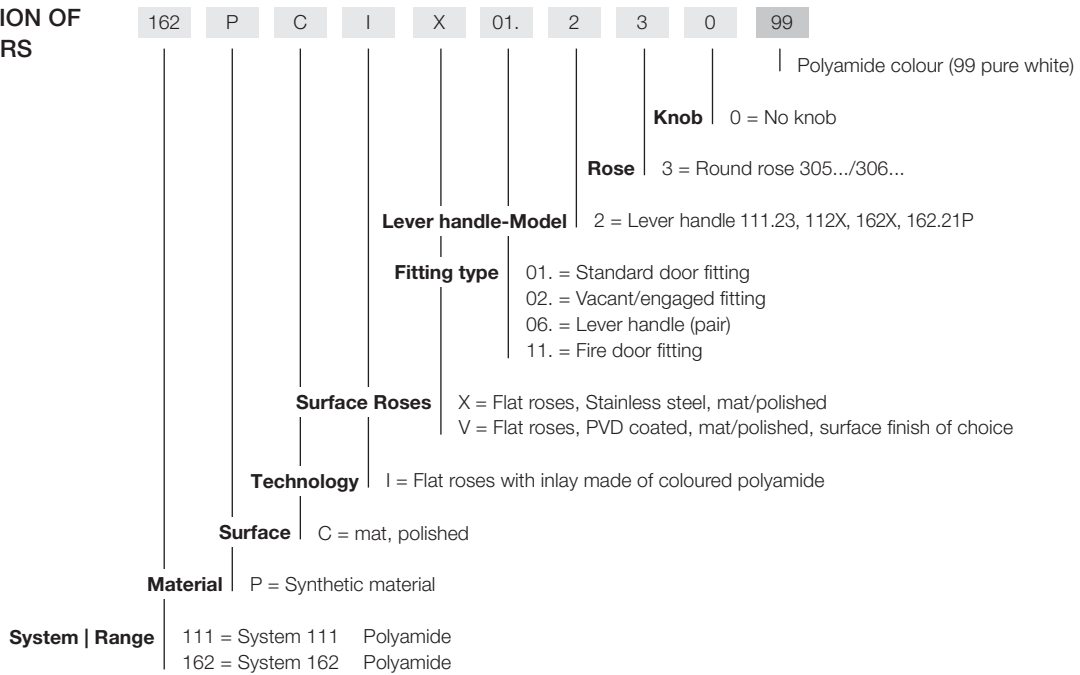 ION OF
RS
162 P C I X 01. 2 3 0 99
Polyamide colour (99 pure white)
Knob 0 = No knob
Rose 3 = Round rose 305.../306...
Lever handle-Model 2 = Lever handle 111.23, 112X, 162X, 162.21P
Fitting type 01. = Standard door fitting
02. = Vacant/engaged fitting
06. = Lever handle (pair)
11. = Fire door fitting
Surface Roses X = Flat roses, Stainless steel, mat/polished
V = Flat roses, PVD coated, mat/polished, surface finish of choice
Technology I = Flat roses with inlay made of coloured polyamide
Surface C = mat, polished
Material P = Synthetic material
System | Range 111 = System 111 Polyamide
162 = System 162 Polyamide